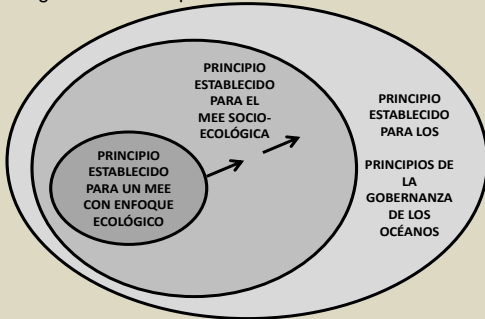 PRINCIPIO
ESTABLECIDO
PARA EL
MEE SOCIO-
ECOLÓGICA
PRINCIPIO
ESTABLECIDO
PARA UN MEE
CON ENFOQUE
ECOLÓGICO
PRINCIPIO
ESTABLECIDO
PARA LOS
PRINCIPIOS DE
LA
GOBERNANZA
DE LOS
OCÉANOS